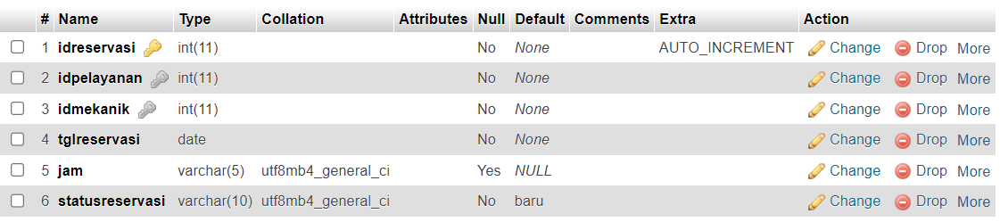 # Name Type Collation Attributes Null Default Comments Extra Action
1 idreservasi int(11) No None AUTO_INCREMENT Change Drop More
2 idpelayanan int(11) No None Change Drop More
3 idmekanik int(11) No None Change Drop More
4 tglreservasi date No None Change Drop More
5 jam varchar(5) utf8mb4_general_ci Yes NULL Change Drop More
6 statusreservasi varchar(10) utf8mb4_general_ci No baru Change Drop More